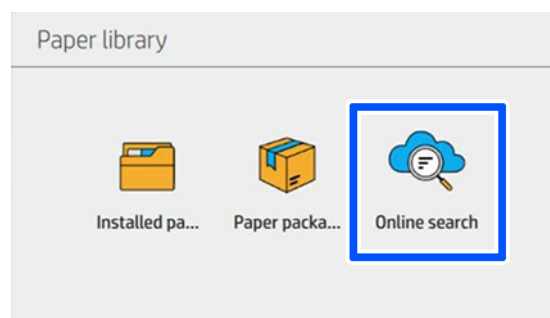 Paper library
Installed pa...
Paper packa...
Online search